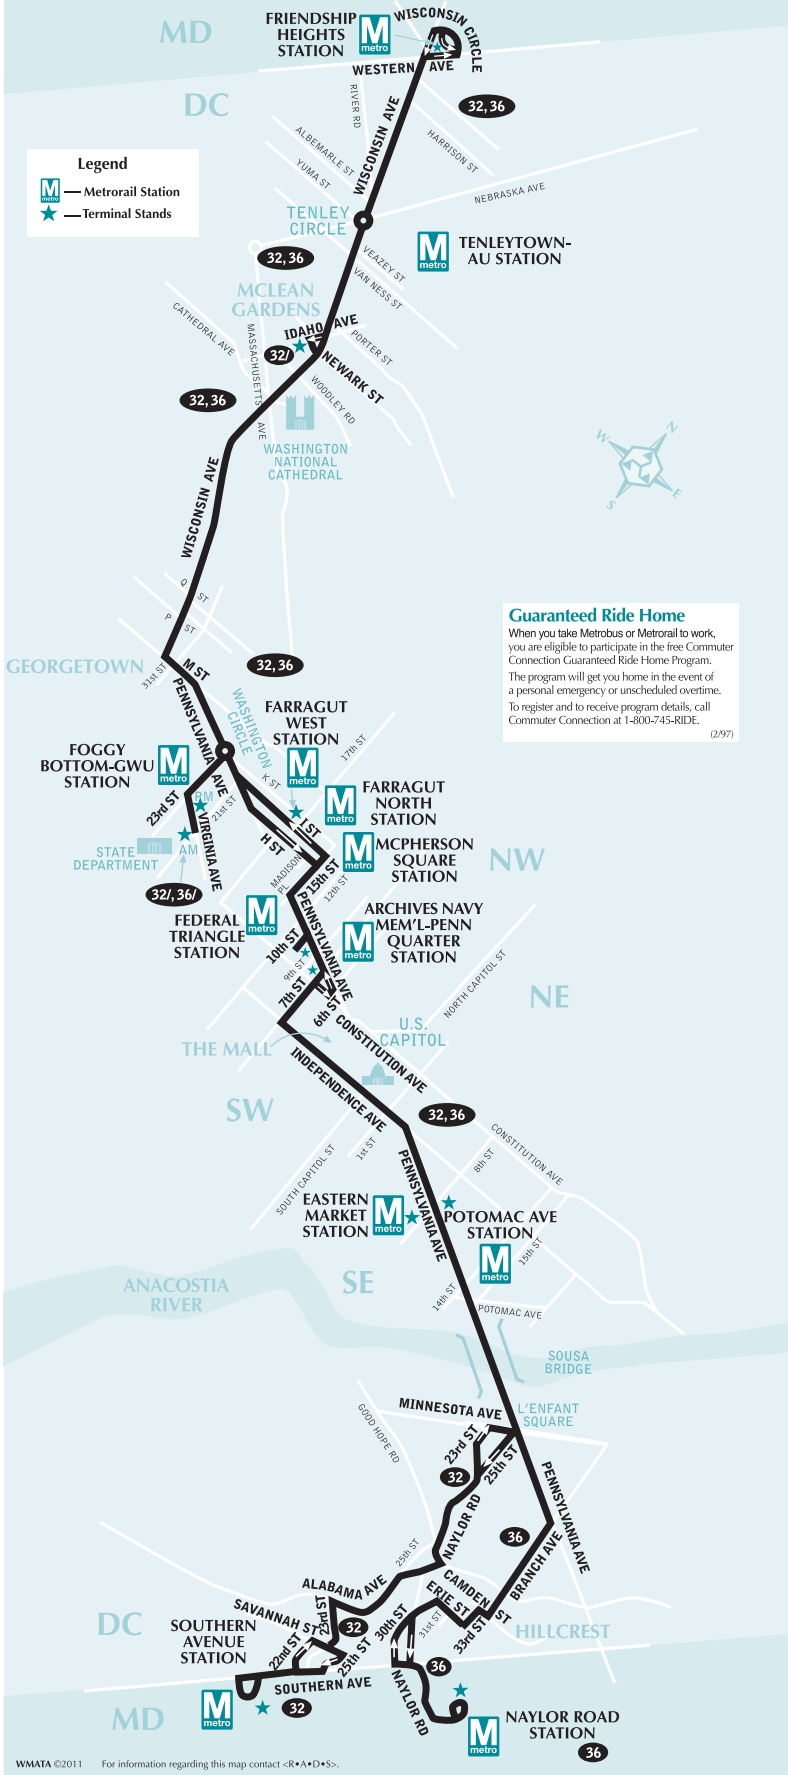 MD
FRIENDSHIP
HEIGHTS
STATION
M
metro
WISCONSIN CIRCLE
WESTERN AVE
DC
RIVER RD
WISCONSIN AVE
32, 36
HARRISON ST
ALBEMARLE ST
YUMA ST
NEBRASKA AVE
Legend
M
metro
Metrorail Station
Terminal Stands
TENLEY
CIRCLE
M
metro
TENLEYTOWN-
AU STATION
32, 36
VEAZEY ST
VAN NESS ST
MCLEAN
GARDENS
CATHEDRAL AVE
MASSACHUSETTS AVE
IDAHO AVE
32/
PORTER ST
NEWARK ST
WOODLEY RD
32, 36
WASHINGTON
NATIONAL
CATHEDRAL
N
W
E
S
WISCONSIN AVE
Q ST
P ST
Guaranteed Ride Home
When you take Metrobus or Metrorail to work,
you are eligible to participate in the free Commuter
Connection Guaranteed Ride Home Program.
The program will get you home in the event of
a personal emergency or unscheduled overtime.
To register and to receive program details, call
Commuter Connection at 1-800-745-RIDE.
(2/97)
GEORGETOWN
31st ST
M ST
32, 36
PENNSYLVANIA AVE
WASHINGTON
CIRCLE
FARRAGUT
WEST
STATION
M
metro
17th ST
FOGGY
BOTTOM-GWU
STATION
M
metro
K ST
FARRAGUT
NORTH
STATION
M
metro
23rd ST
PM
21st ST
VIRGINIA AVE
I ST
H ST
STATE
DEPARTMENT
AM
MADISON
PL
15th ST
12th ST
M
metro
MCPHERSON
SQUARE
STATION
NW
32/, 36/
FEDERAL
TRIANGLE
STATION
M
metro
PENNSYLVANIA AVE
ARCHIVES NAVY
MEM'L-PENN
QUARTER
STATION
M
metro
10th ST
9th ST
7th ST
6th ST
NORTH CAPITOL ST
NE
CONSTITUTION AVE
U.S.
CAPITOL
THE MALL
INDEPENDENCE AVE
SW
32, 36
1st ST
SOUTH CAPITOL ST
PENNSYLVANIA AVE
8th ST
CONSTITUTION AVE
EASTERN
MARKET
STATION
M
metro
POTOMAC AVE
STATION
M
metro
15th ST
14th ST
POTOMAC AVE
SE
ANACOSTIA
RIVER
SOUSA
BRIDGE
MINNESOTA AVE
L'ENFANT
SQUARE
GOOD HOPE RD
23rd ST
25th ST
32
NAYLOR RD
36
PENNSYLVANIA AVE
BRANCH AVE
25th ST
ALABAMA AVE
CAMDEN ST
ERIE ST
33rd ST
31st ST
30th ST
SAVANNAH ST
23rd ST
32
22nd ST
25th ST
DC
SOUTHERN
AVENUE
STATION
HILLCREST
SOUTHERN AVE
32
36
NAYLOR RD
MD
M
metro
M
metro
NAYLOR ROAD
STATION
36
WMATA ©2011 For information regarding this map contact <R•A•D•S>.